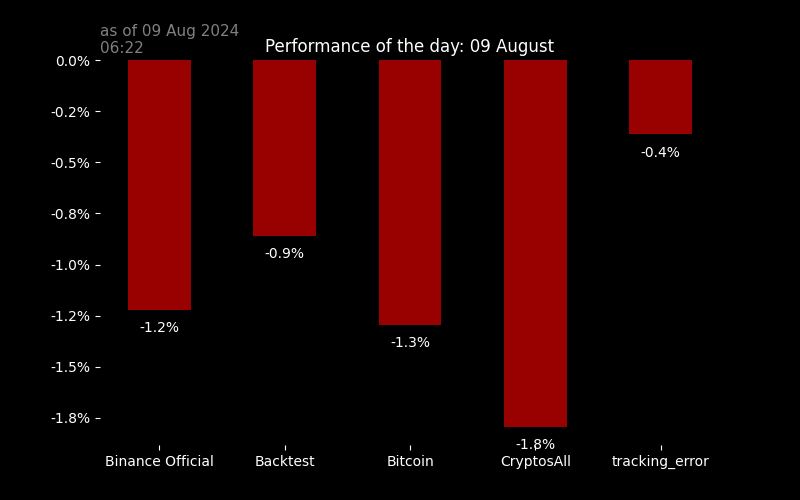 as of 09 Aug 2024
06:22
Performance of the day: 09 August
0.0%
-0.2%
-0.5%
-0.8%
-1.0%
-1.2%
-1.5%
-1.8%
-1.2%
-0.9%
-1.3%
-1.8%
-0.4%
Binance Official
Backtest
Bitcoin
CryptosAll
tracking_error